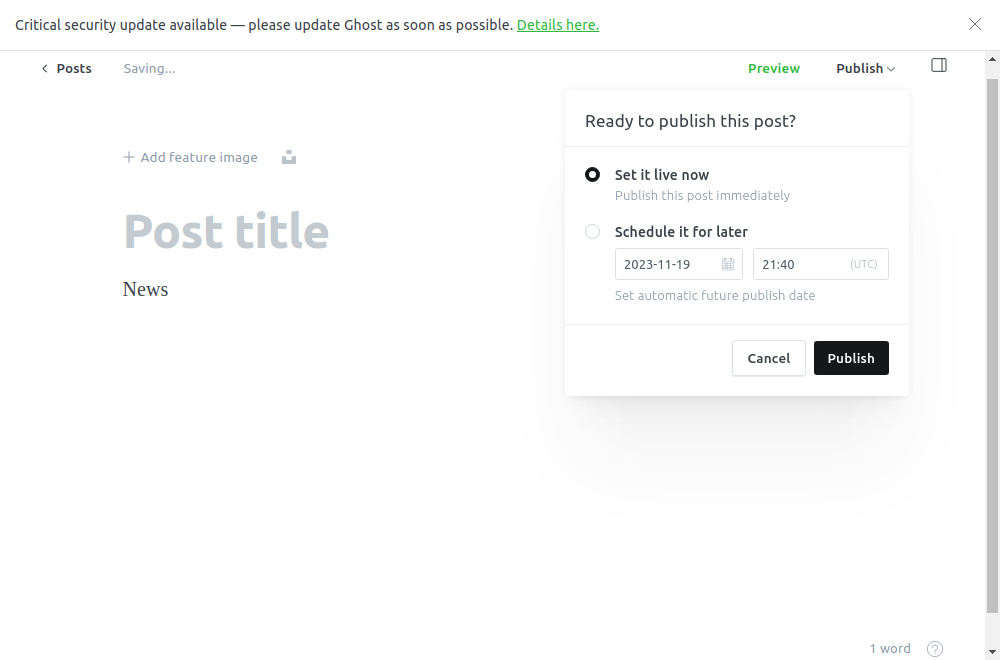 Critical security update available — please update Ghost as soon as possible. Details here.
Posts
Saving...
Preview
Publish
Ready to publish this post?
Set it live now
Publish this post immediately
Schedule it for later
2023-11-19
21:40
(UTC)
Set automatic future publish date
Cancel
Publish
Add feature image
Post title
News
1 word
?